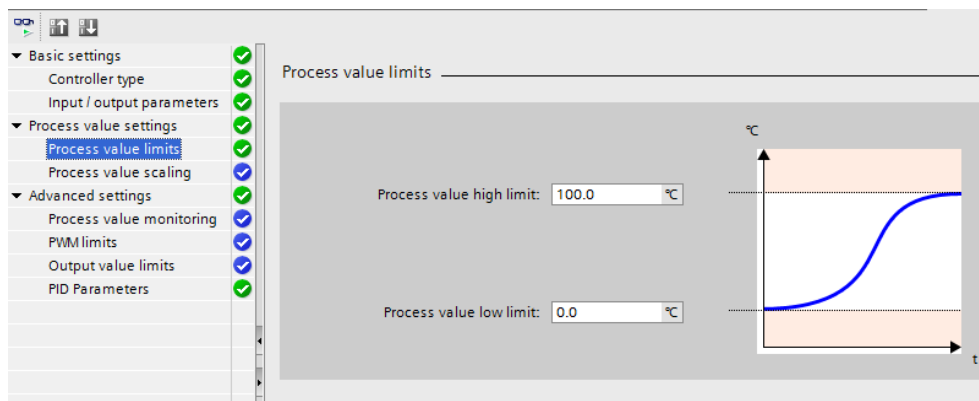 Basic settings
Controller type
Input / output parameters
Process value settings
Process value limits
Process value scaling
Advanced settings
Process value monitoring
PWM limits
Output value limits
PID Parameters
Process value limits
℃
Process value high limit: 100.0 ℃
Process value low limit: 0.0 ℃
t